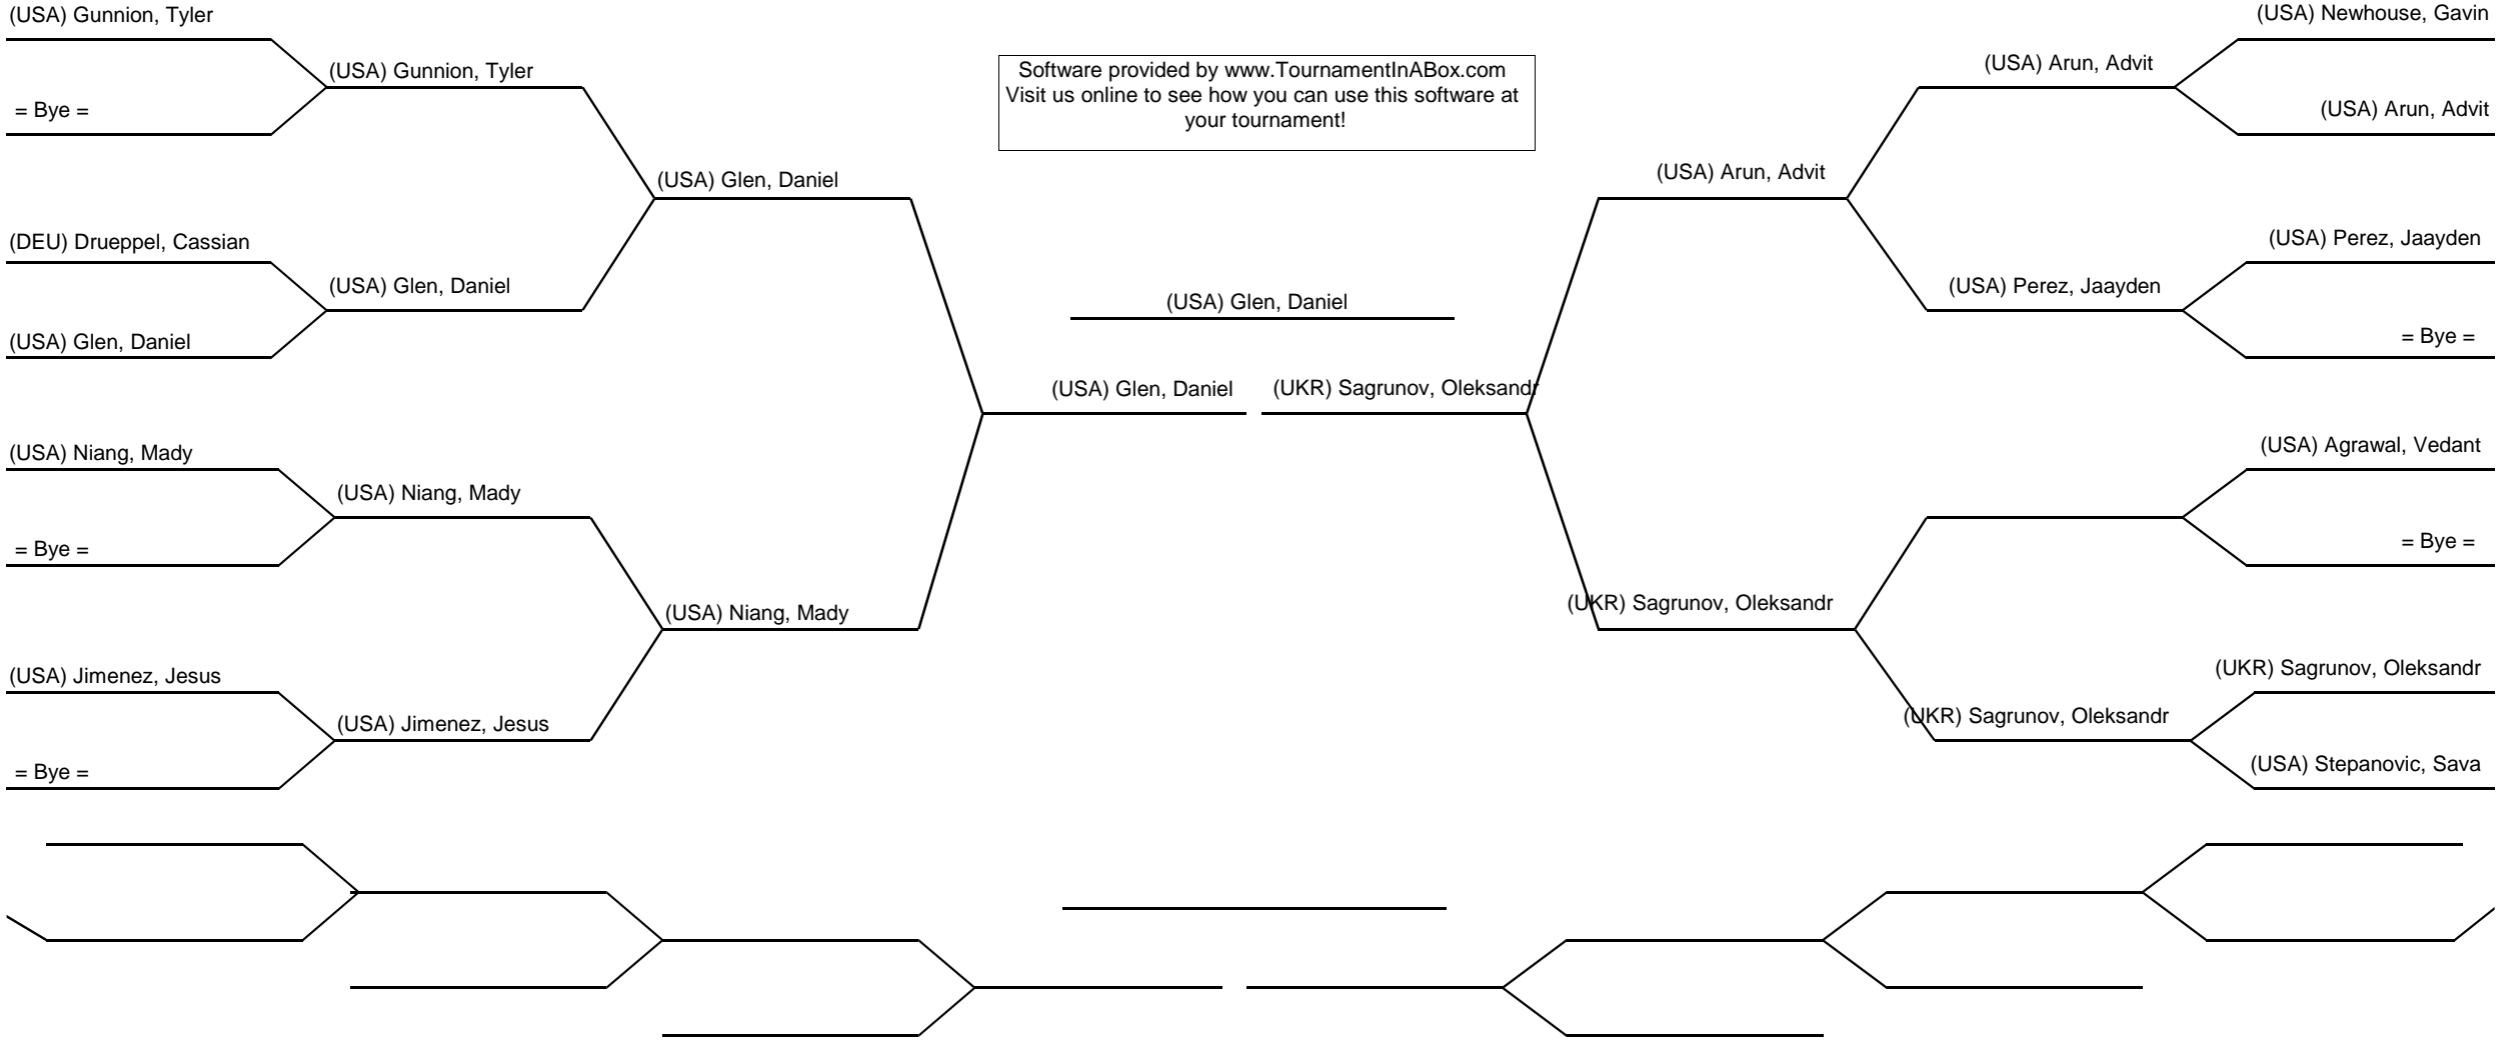 (USA) Gunnion, Tyler
= Bye =
(DEU) Drueppel, Cassian
(USA) Glen, Daniel
(USA) Niang, Mady
= Bye =
(USA) Jimenez, Jesus
= Bye =
(USA) Gunnion, Tyler
(USA) Glen, Daniel
(USA) Niang, Mady
(USA) Jimenez, Jesus
(USA) Glen, Daniel
(USA) Niang, Mady
Software provided by www.TournamentInABox.com
Visit us online to see how you can use this software at
your tournament!
(USA) Glen, Daniel
(USA) Glen, Daniel
(UKR) Sagrunov, Oleksandr
(USA) Arun, Advit
(UKR) Sagrunov, Oleksandr
(USA) Arun, Advit
(USA) Perez, Jaayden
(UKR) Sagrunov, Oleksandr
(USA) Newhouse, Gavin
(USA) Arun, Advit
(USA) Perez, Jaayden
= Bye =
(USA) Agrawal, Vedant
= Bye =
(UKR) Sagrunov, Oleksandr
(USA) Stepanovic, Sava